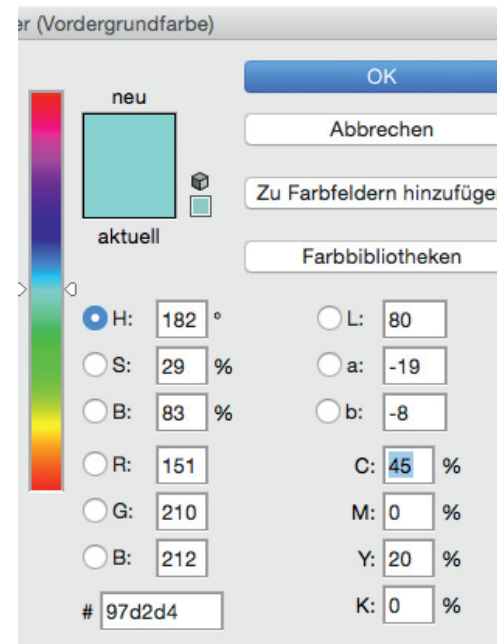 er (Vordergrundfarbe)
neu
OK
Abbrechen
Zu Farbfeldern hinzufüger
aktuell
Farbbibliotheken
H: 182 °
L: 80
S: 29 %
a: -19
B: 83 %
b: -8
R: 151
C: 45 %
G: 210
M: 0 %
B: 212
Y: 20 %
# 97d2d4
K: 0 %